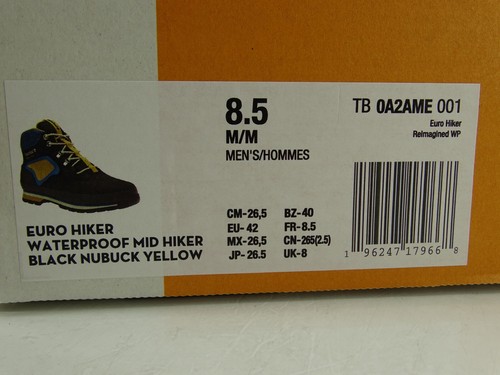 8.5
M/M
MEN'S/HOMMES
TB 0A2AME 001
Euro Hiker
ReImagined WP
EURO HIKER
WATERPROOF MID HIKER
BLACK NUBUCK YELLOW
CM-26,5 BZ-40
EU- 42 FR-8.5
MX-26,5 CN-265(2.5)
JP- 26.5 UK-8
1 96247 17966 8